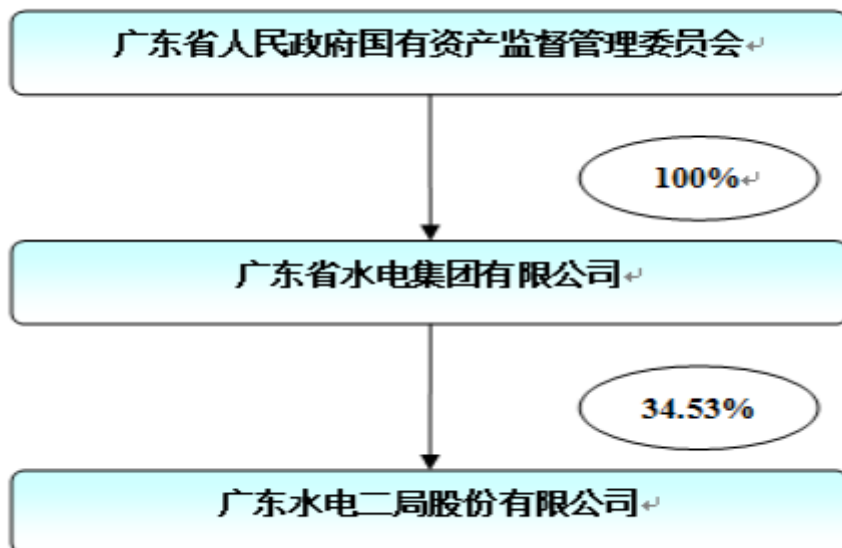 广东省人民政府国有资产监督管理委员会
100%
广东省水电集团有限公司
34.53%
广东水电二局股份有限公司